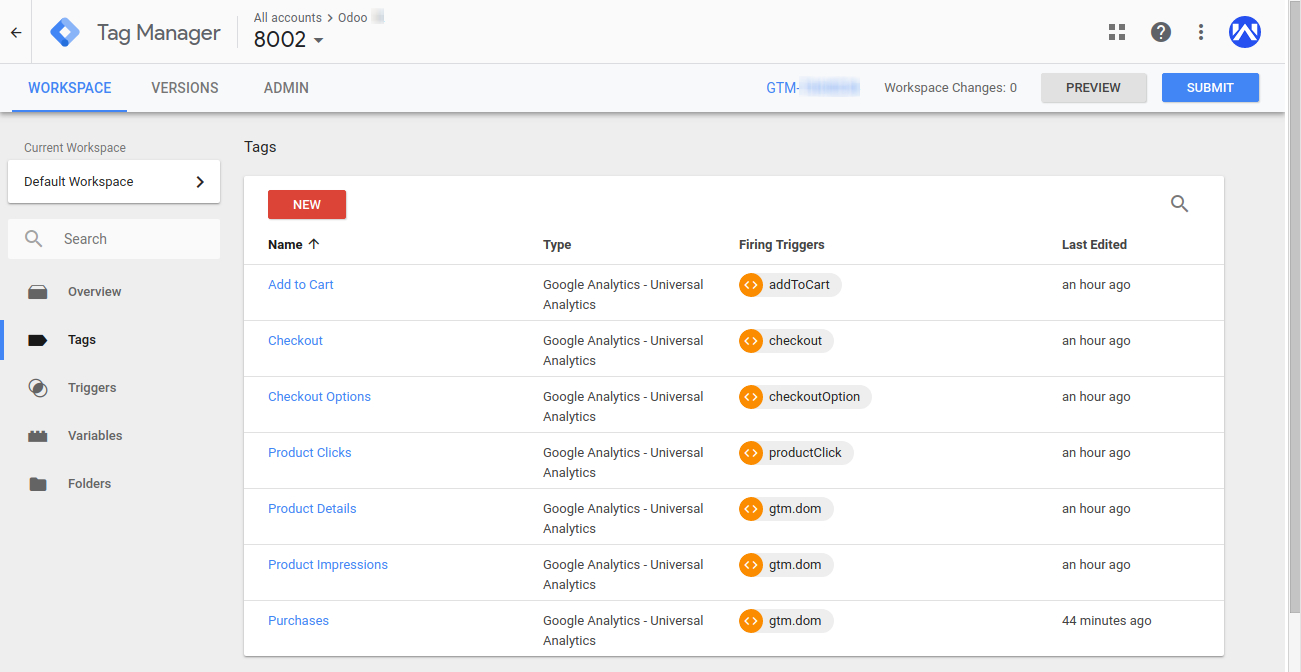 All accounts > Odoo
Tag Manager
8002
WORKSPACE VERSIONS ADMIN GTM- Workspace Changes: 0 PREVIEW SUBMIT
Current Workspace
Default Workspace
Search
Overview
Tags
Triggers
Variables
Folders
Tags
NEW
Name Type Firing Triggers Last Edited
Add to Cart Google Analytics - Universal addToCart an hour ago
Analytics
Checkout Google Analytics - Universal checkout an hour ago
Analytics
Checkout Options Google Analytics - Universal checkoutOption an hour ago
Analytics
Product Clicks Google Analytics - Universal productClick an hour ago
Analytics
Product Details Google Analytics - Universal gtm.dom an hour ago
Analytics
Product Impressions Google Analytics - Universal gtm.dom an hour ago
Analytics
Purchases Google Analytics - Universal gtm.dom 44 minutes ago
Analytics